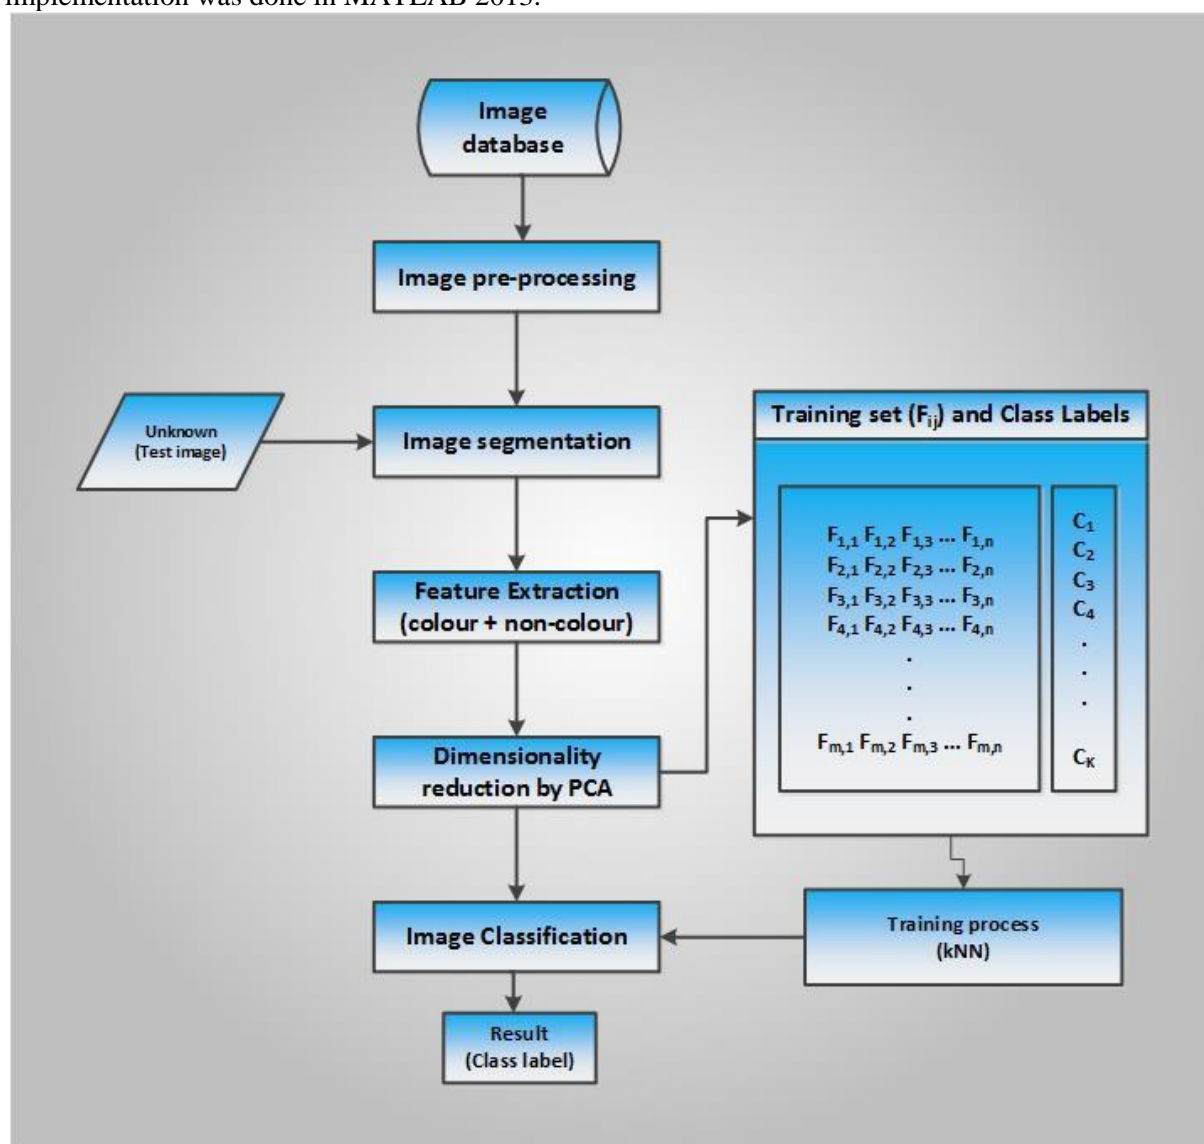 implementation was done in MATLAB 2013.
Image
database
Image pre-processing
Unknown
(Test image)
Image segmentation
Feature Extraction
(colour + non-colour)
Dimensionality
reduction by PCA
Training set (Fij) and Class Labels
F1,1 F1,2 F1,3 ... F1,n
F2,1 F2,2 F2,3 ... F2,n
F3,1 F3,2 F3,3 ... F3,n
F4,1 F4,2 F4,3 ... F4,n
.
.
.
Fm,1 Fm,2 Fm,3 ... Fm,n
C1
C2
C3
C4
.
.
.
CK
Training process
(kNN)
Image Classification
Result
(Class label)